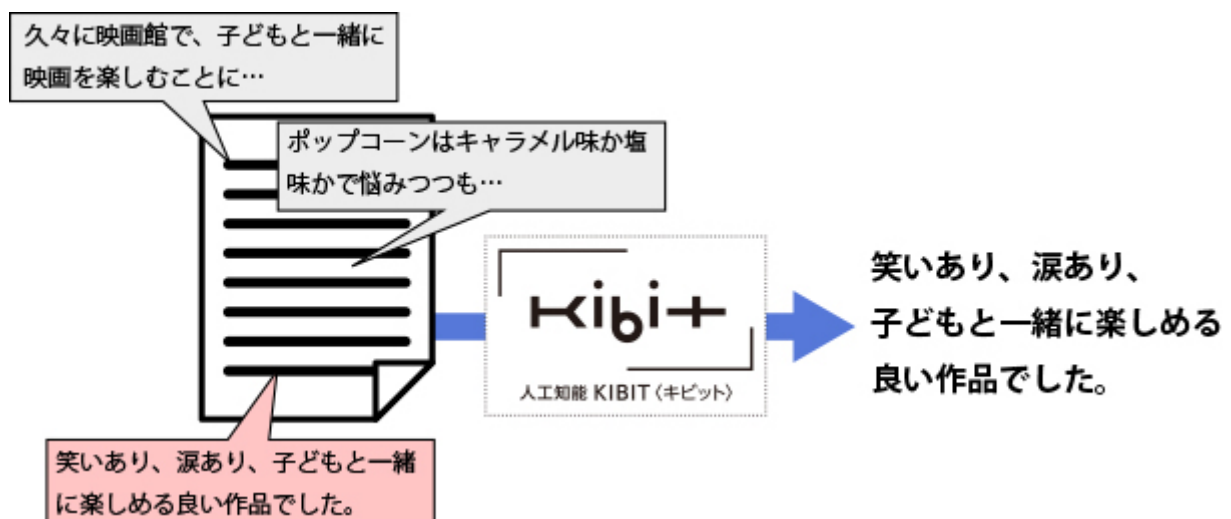 久々に映画館で、子どもと一緒に
映画を楽しむことに…
ポップコーンはキャラメル味か塩
味かで悩みつつも…
kibit
人工知能 KIBIT〈キビット〉
笑いあり、涙あり、
子どもと一緒に楽しめる
良い作品でした。
笑いあり、涙あり、子どもと一緒
に楽しめる良い作品でした。